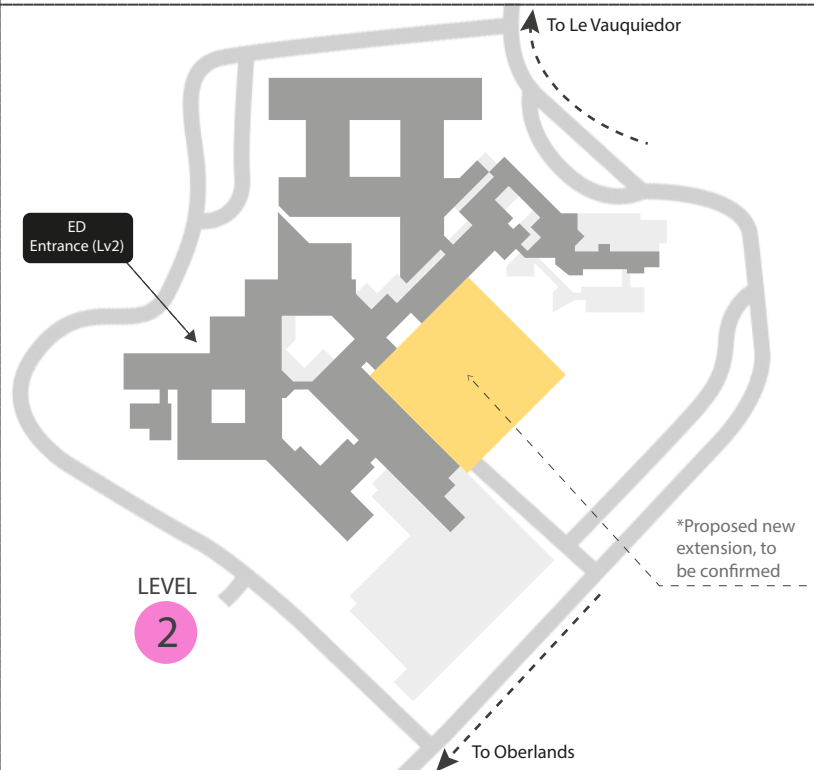 To Le Vauquiedor
ED
Entrance (Lv2)
*Proposed new
extension, to
be confirmed
LEVEL
2
To Oberlands